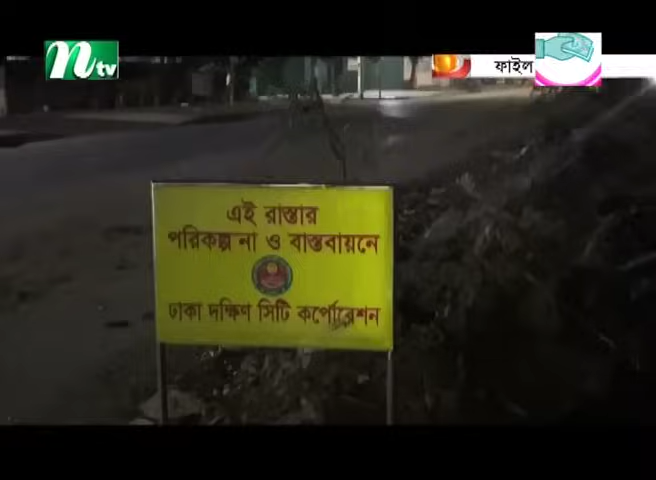 ntv
ফাইল
এই রাস্তার
পরিকল্পনা ও বাস্তবায়নে
ঢাকা দক্ষিণ সিটি কর্পোরেশন